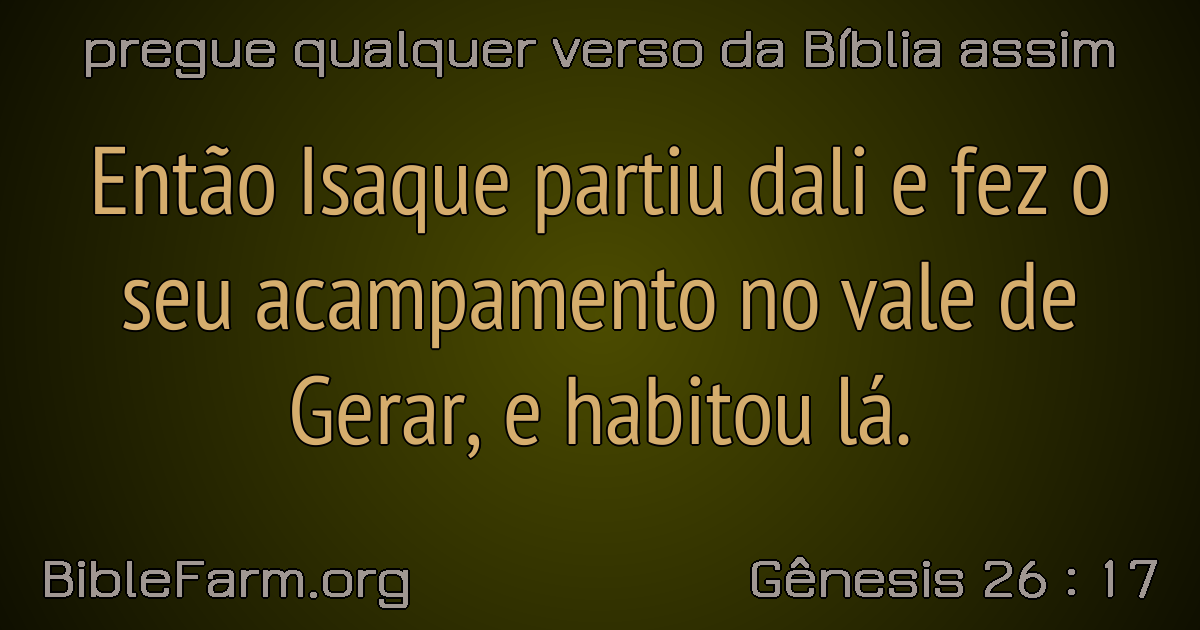 pregue qualquer verso da Bíblia assim
Então Isaque partiu dali e fez o
seu acampamento no vale de
Gerar, e habitou lá.
BibleFarm.org
Gênesis 26 : 17